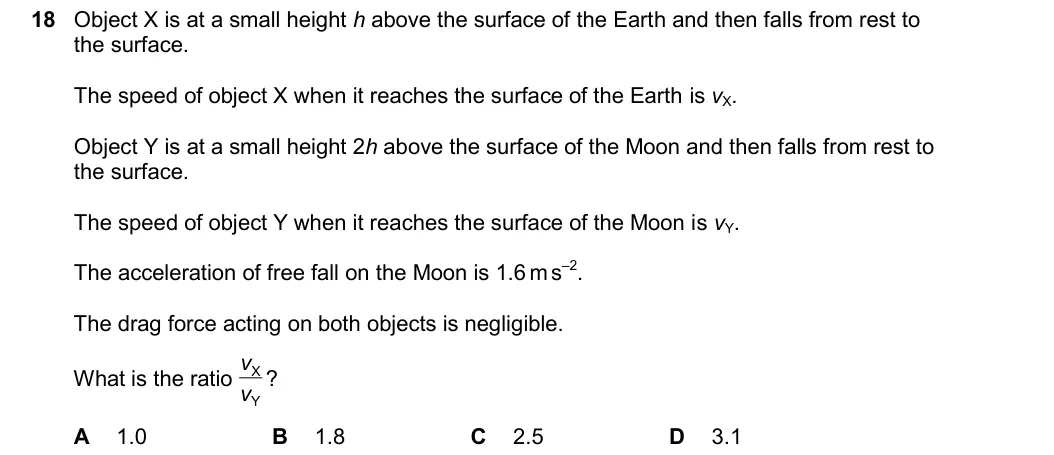 18 Object X is at a small height h above the surface of the Earth and then falls from rest to
the surface.
The speed of object X when it reaches the surface of the Earth is vX.
Object Y is at a small height 2h above the surface of the Moon and then falls from rest to
the surface.
The speed of object Y when it reaches the surface of the Moon is vY.
The acceleration of free fall on the Moon is 1.6 m s⁻².
The drag force acting on both objects is negligible.
What is the ratio vX/vY?
A 1.0 B 1.8 C 2.5 D 3.1